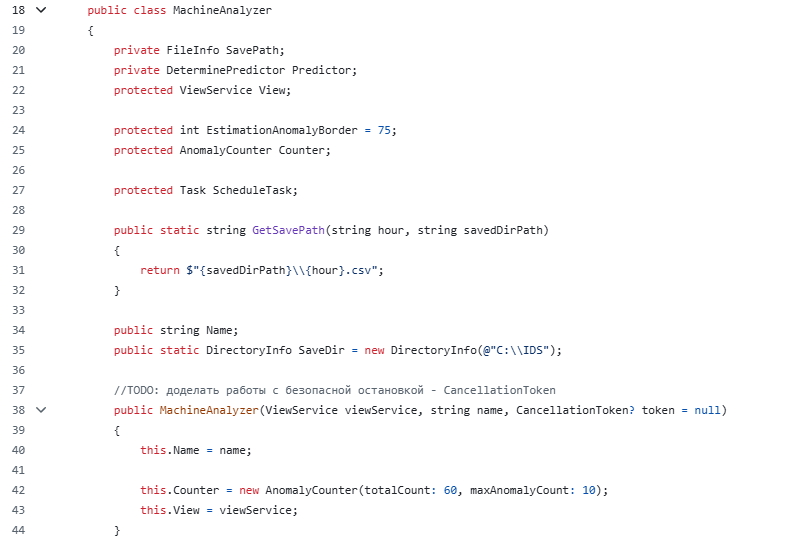 18 public class MachineAnalyzer
19 {
20 private FileInfo SavePath;
21 private DeterminePredictor Predictor;
22 protected ViewService View;
23
24 protected int EstimationAnomalyBorder = 75;
25 protected AnomalyCounter Counter;
26
27 protected Task ScheduleTask;
28
29 public static string GetSavePath(string hour, string savedDirPath)
30 {
31 return $"{savedDirPath}\\{hour}.csv";
32 }
33
34 public string Name;
35 public static DirectoryInfo SaveDir = new DirectoryInfo(@"C:\\IDS");
36
37 //TODO: доделать работы с безопасной остановкой - CancellationToken
38 public MachineAnalyzer(ViewService viewService, string name, CancellationToken? token = null)
39 {
40 this.Name = name;
41
42 this.Counter = new AnomalyCounter(totalCount: 60, maxAnomalyCount: 10);
43 this.View = viewService;
44 }